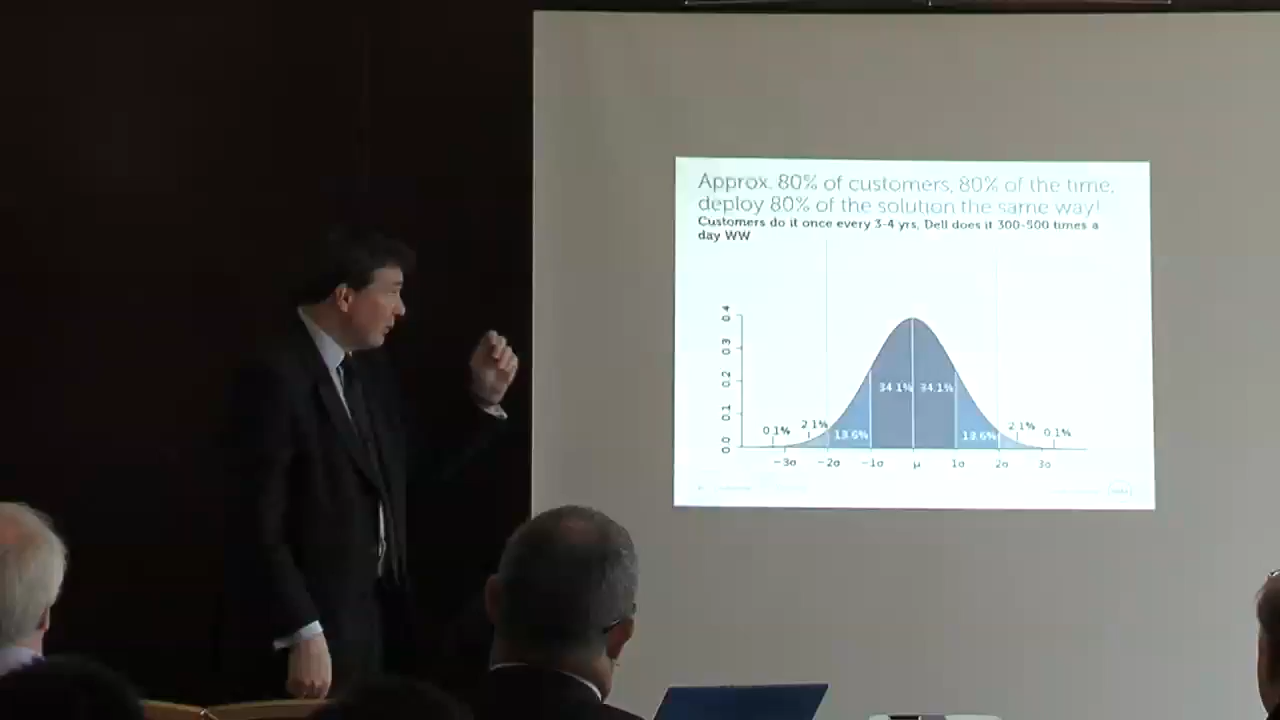 Approx. 80% of customers, 80% of the time,
deploy 80% of the solution the same way!
Customers do it once every 3-4 yrs, Dell does it 300-500 times a
day WW
0.4
0.3
0.2
0.1
0.0
34.1% 34.1%
0.1% 2.1% 13.6% 13.6% 2.1% 0.1%
−3σ −2σ −1σ μ 1σ 2σ 3σ